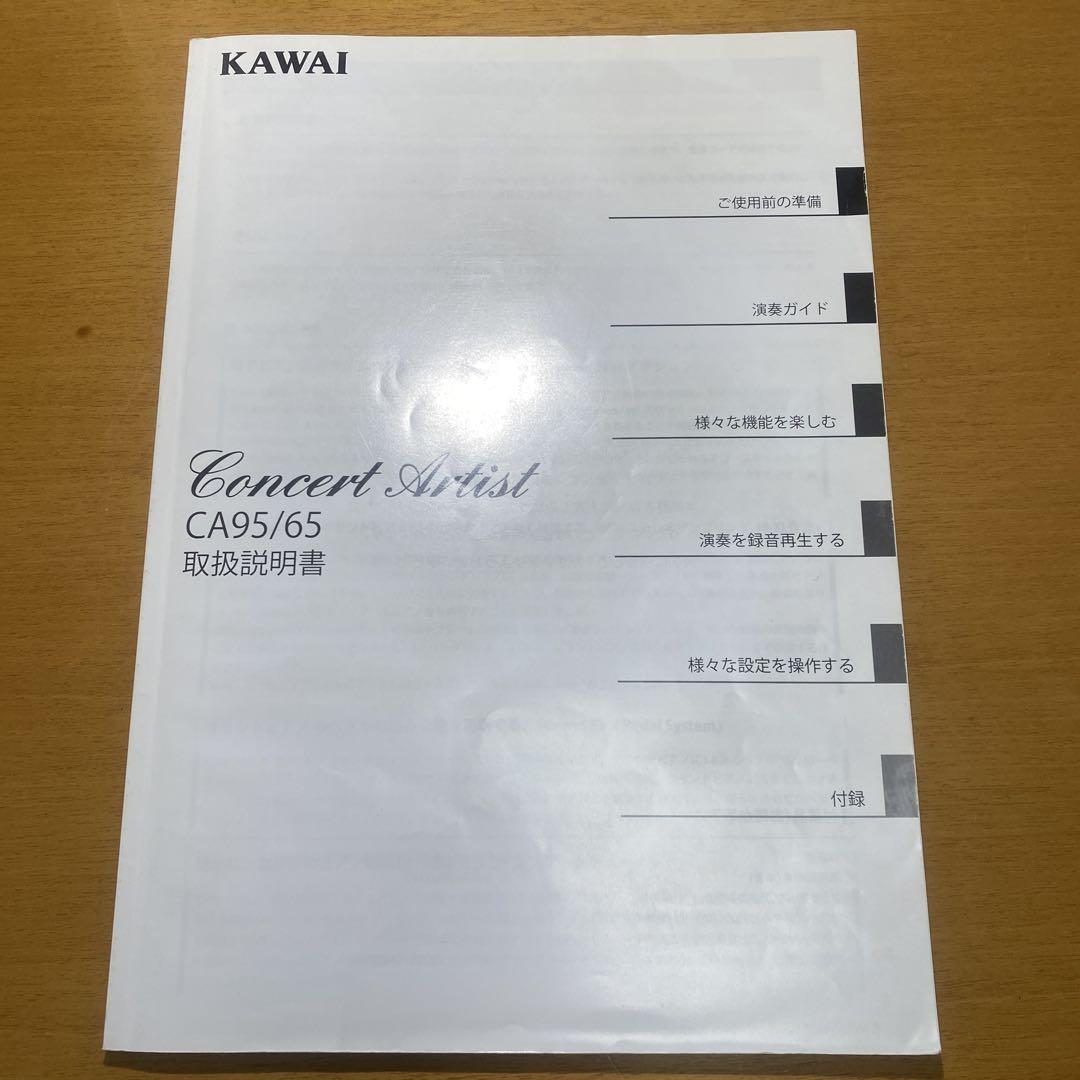 KAWAI
ご使用前の準備
演奏ガイド
様々な機能を楽しむ
Concert Artist
CA95/65
取扱説明書
演奏を録音再生する
様々な設定を操作する
付録